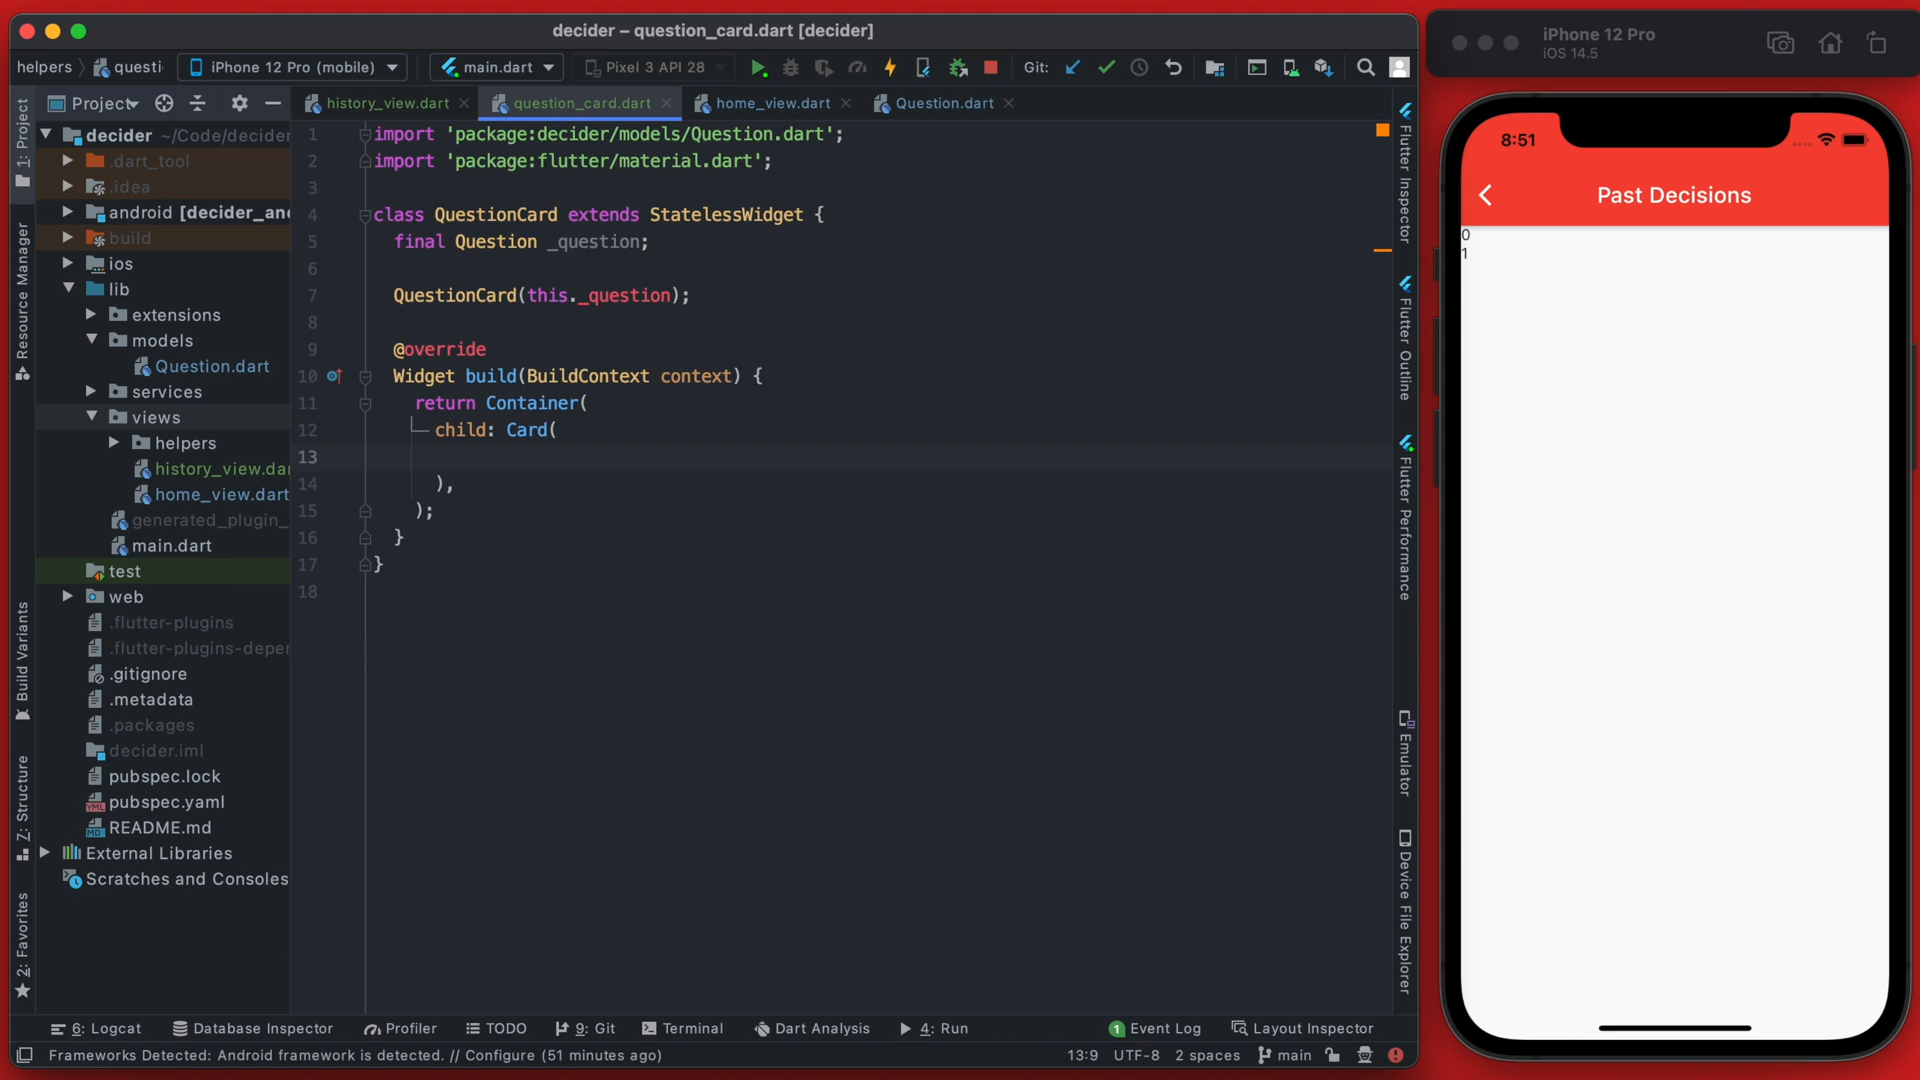 decider – question_card.dart [decider]
helpers
questi
iPhone 12 Pro (mobile)
main.dart
Pixel 3 API 28
Git:
Project
history_view.dart
question_card.dart
home_view.dart
Question.dart
1: Project
Resource Manager
Build Variants
Z: Structure
2: Favorites
decider ~/Code/decider
.dart_tool
.idea
android [decider_and
build
ios
lib
extensions
models
Question.dart
services
views
helpers
history_view.dar
home_view.dart
generated_plugin_
main.dart
test
web
.flutter-plugins
.flutter-plugins-deper
.gitignore
.metadata
.packages
decider.iml
pubspec.lock
pubspec.yaml
README.md
External Libraries
Scratches and Consoles
1 import 'package:decider/models/Question.dart';
2 import 'package:flutter/material.dart';
3
4 class QuestionCard extends StatelessWidget {
5 final Question _question;
6
7 QuestionCard(this._question);
8
9 @override
10 Widget build(BuildContext context) {
11 return Container(
12 child: Card(
13
14 ),
15 );
16 }
17 }
18
Flutter Inspector
Flutter Outline
Flutter Performance
Emulator
Device File Explorer
6: Logcat
Database Inspector
Profiler
TODO
9: Git
Terminal
Dart Analysis
4: Run
1 Event Log
Layout Inspector
Frameworks Detected: Android framework is detected. // Configure (51 minutes ago)
13:9
UTF-8
2 spaces
main
iPhone 12 Pro
iOS 14.5
8:51
Past Decisions
0
1